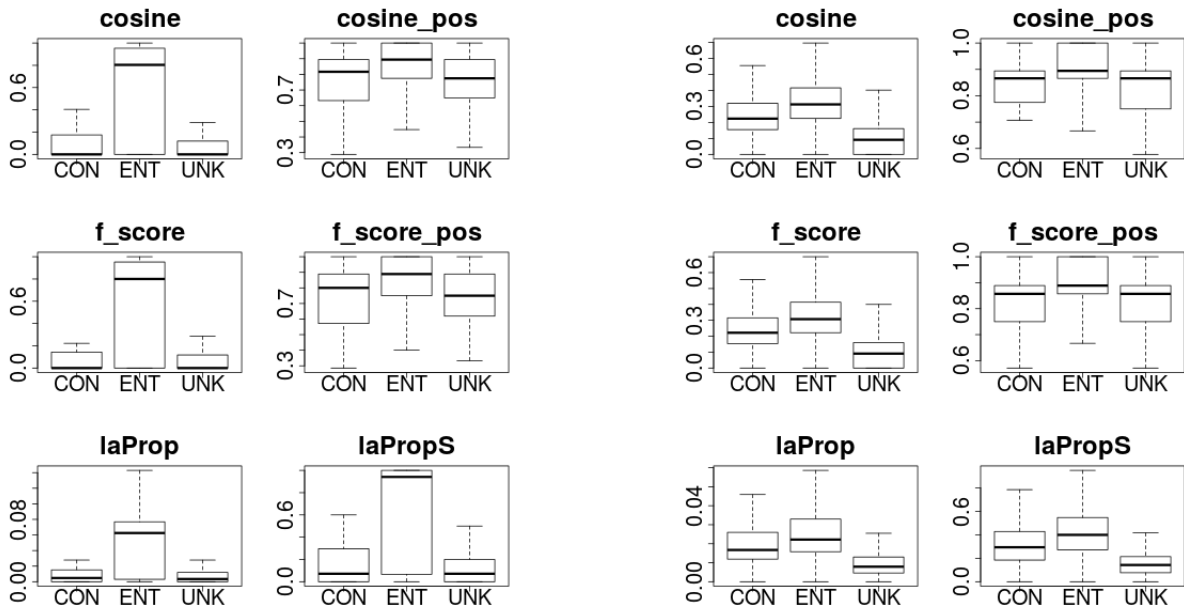 cosine
0.0 0.6
CON ENT UNK
cosine_pos
0.3 0.7
CON ENT UNK
cosine
0.0 0.3 0.6
CON ENT UNK
cosine_pos
0.6 0.8 1.0
CON ENT UNK
f_score
0.0 0.6
CON ENT UNK
f_score_pos
0.3 0.7
CON ENT UNK
f_score
0.0 0.3 0.6
CON ENT UNK
f_score_pos
0.6 0.8 1.0
CON ENT UNK
laProp
0.00 0.08
CON ENT UNK
laPropS
0.0 0.6
CON ENT UNK
laProp
0.00 0.04
CON ENT UNK
laPropS
0.0 0.6
CON ENT UNK